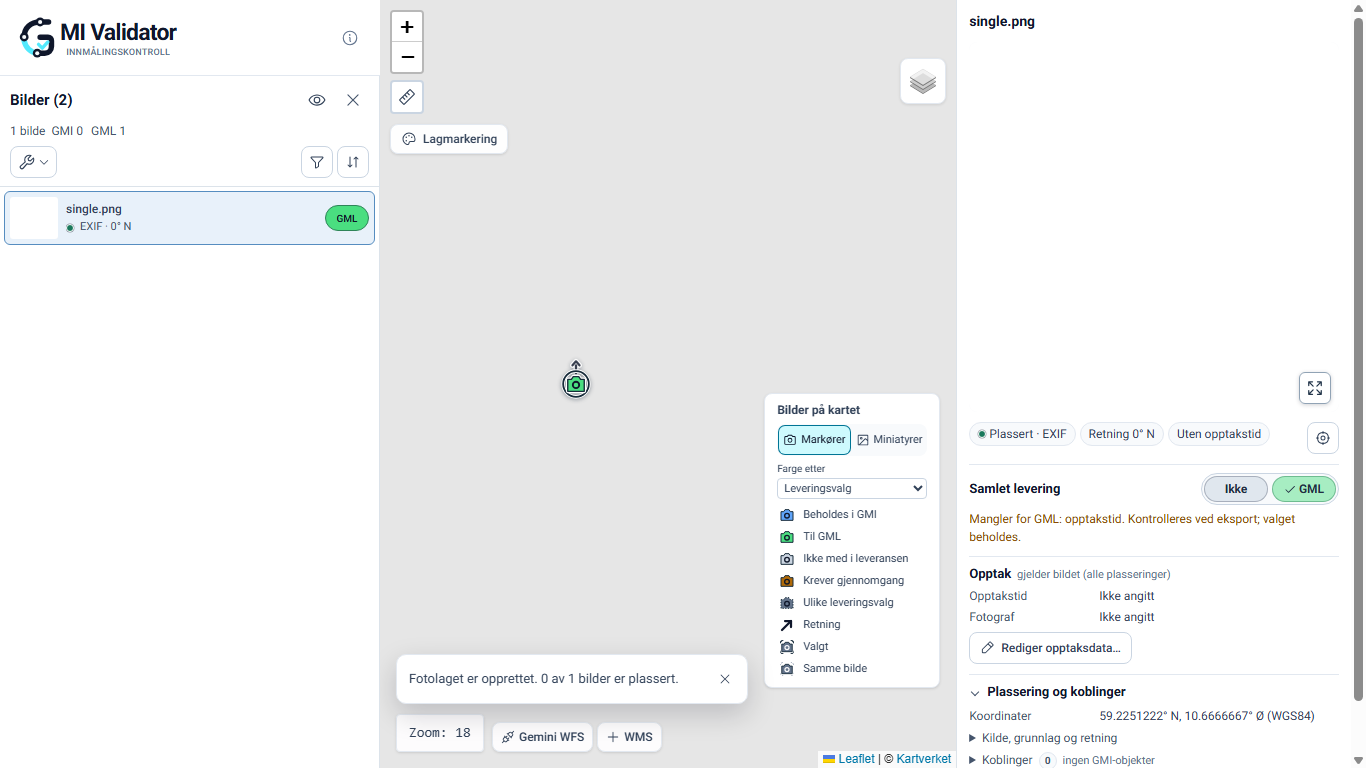 MI Validator
INNMÅLINGSKONTROLL
Bilder (2)
1 bilde GMI 0 GML 1
single.png
EXIF · 0° N
GML
+
−
Lagmarkering
Bilder på kartet
Markører
Miniatyrer
Farge etter
Leveringsvalg
Beholdes i GMI
Til GML
Ikke med i leveransen
Krever gjennomgang
Ulike leveringsvalg
Retning
Valgt
Samme bilde
Fotolaget er opprettet. 0 av 1 bilder er plassert.
Zoom: 18
Gemini WFS
WMS
Leaflet | © Kartverket
single.png
Plassert · EXIF
Retning 0° N
Uten opptakstid
Samlet levering
Ikke
GML
Mangler for GML: opptakstid. Kontrolleres ved eksport; valget
beholdes.
Opptak gjelder bildet (alle plasseringer)
Opptakstid Ikke angitt
Fotograf Ikke angitt
Rediger opptaksdata...
Plassering og koblinger
Koordinater 59.2251222° N, 10.6666667° Ø (WGS84)
Kilde, grunnlag og retning
Koblinger 0 ingen GMI-objekter